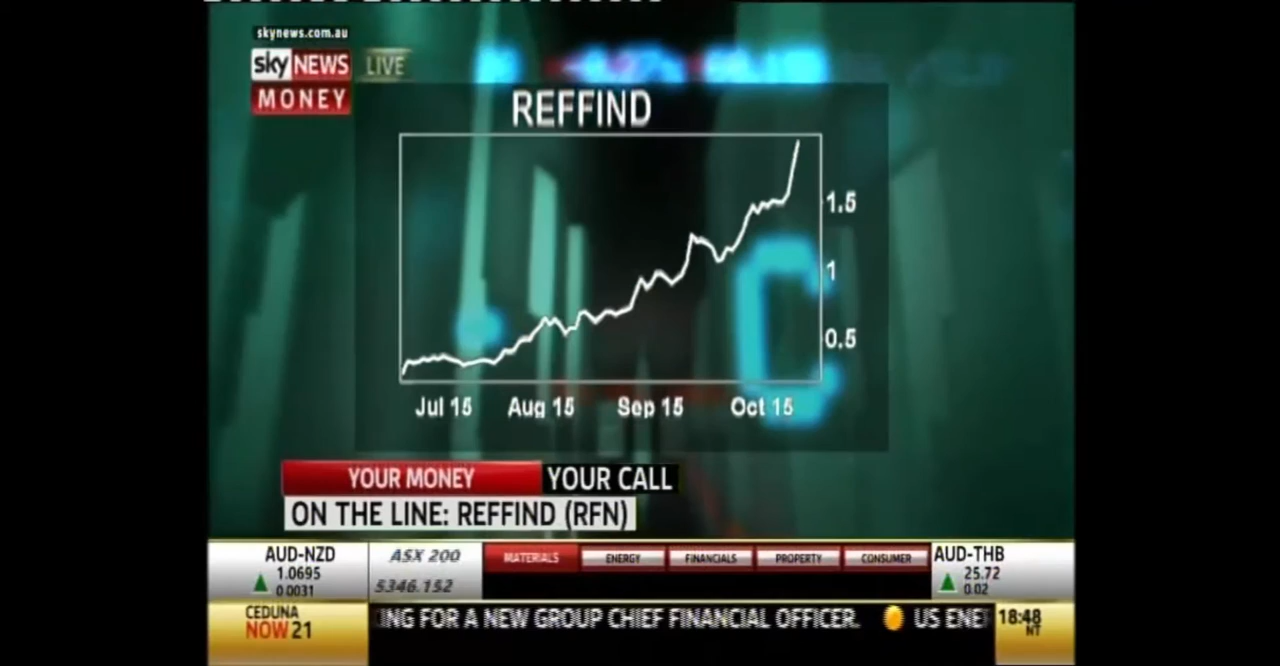 skynews.com.au
sky NEWS LIVE
MONEY
REFFIND
1.5
1
0.5
Jul 15 Aug 15 Sep 15 Oct 15
YOUR MONEY YOUR CALL
ON THE LINE: REFFIND (RFN)
AUD-NZD
1.0695
0.0031
ASX 200
5346.152
MATERIALS ENERGY FINANCIALS PROPERTY CONSUMER
AUD-THB
25.72
0.02
CEDUNA
NOW 21
ING FOR A NEW GROUP CHIEF FINANCIAL OFFICER. US ENE
18:48
NT